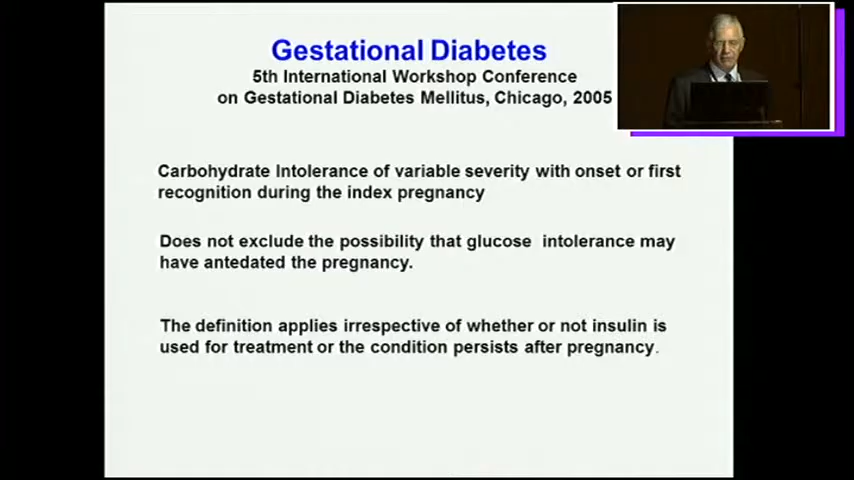 Gestational Diabetes
5th International Workshop Conference
on Gestational Diabetes Mellitus, Chicago, 2005
Carbohydrate Intolerance of variable severity with onset or first
recognition during the index pregnancy
Does not exclude the possibility that glucose intolerance may
have antedated the pregnancy.
The definition applies irrespective of whether or not insulin is
used for treatment or the condition persists after pregnancy.